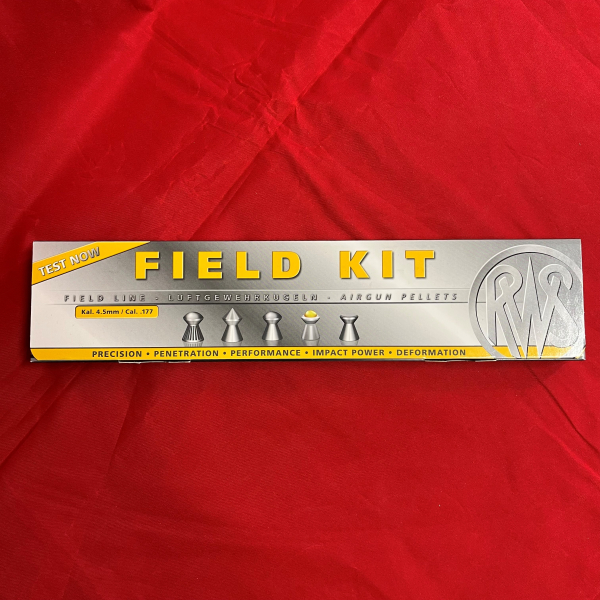 TEST NOW
FIELD KIT
FIELD LINE - LUFTGEWEHRKUGELN - AIRGUN PELLETS
Kal. 4.5mm / Cal. .177
RWS
PRECISION • PENETRATION • PERFORMANCE • IMPACT POWER • DEFORMATION